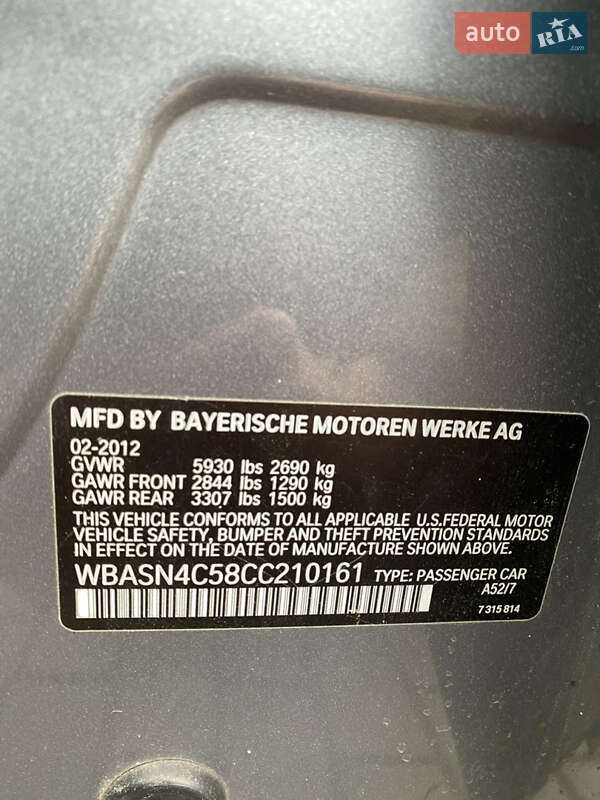 auto RIA .com
MFD BY BAYERISCHE MOTOREN WERKE AG
02-2012
GVWR 5930 lbs 2690 kg
GAWR FRONT 2844 lbs 1290 kg
GAWR REAR 3307 lbs 1500 kg
THIS VEHICLE CONFORMS TO ALL APPLICABLE U.S.FEDERAL MOTOR
VEHICLE SAFETY, BUMPER AND THEFT PREVENTION STANDARDS
IN EFFECT ON THE DATE OF MANUFACTURE SHOWN ABOVE.
WBASN4C58CC210161 TYPE: PASSENGER CAR
A52/7
7 315 814